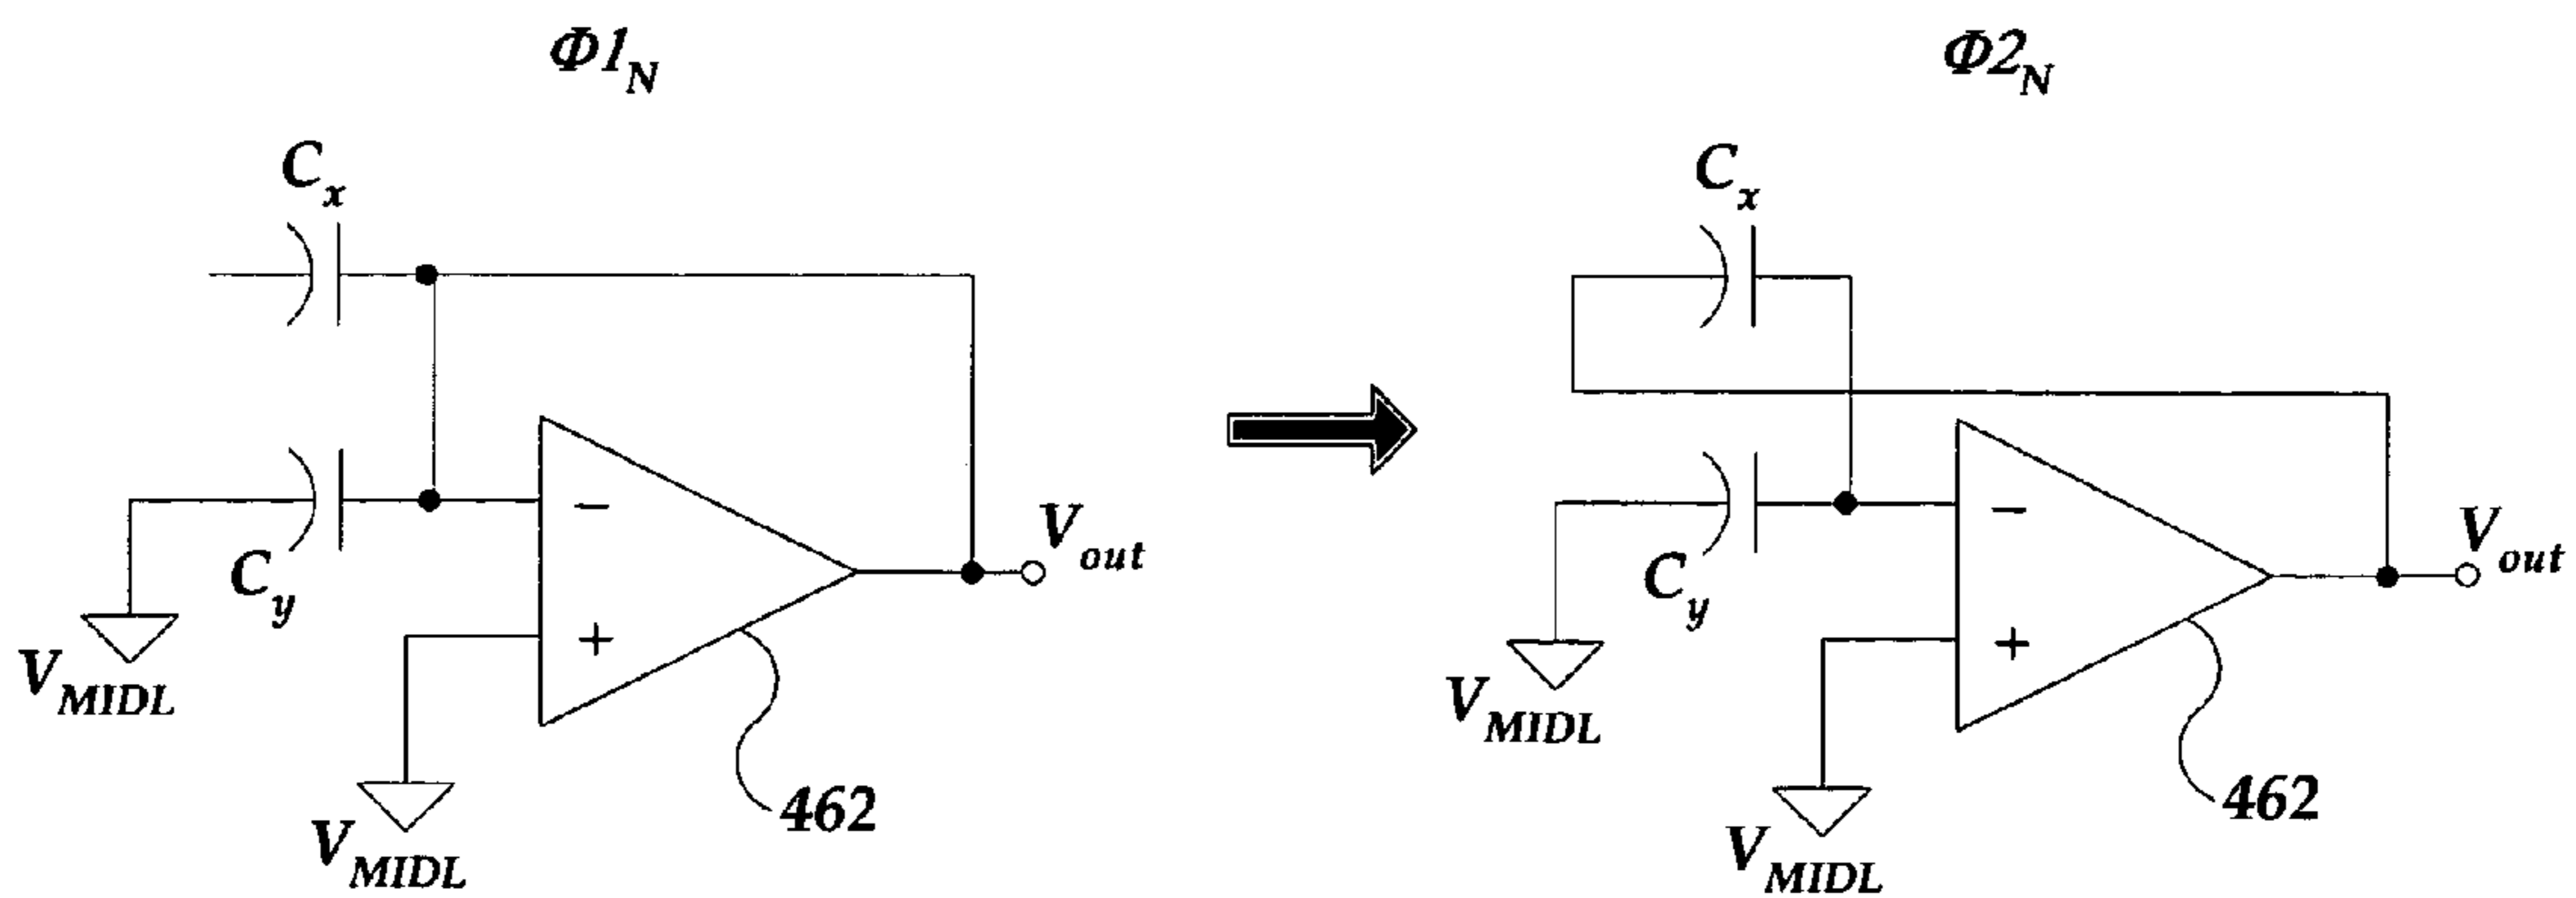 Φ1N
Cx
Cy
VMIDL
VMIDL
−
+
Vout
462
Φ2N
Cx
Cy
VMIDL
VMIDL
−
+
Vout
462